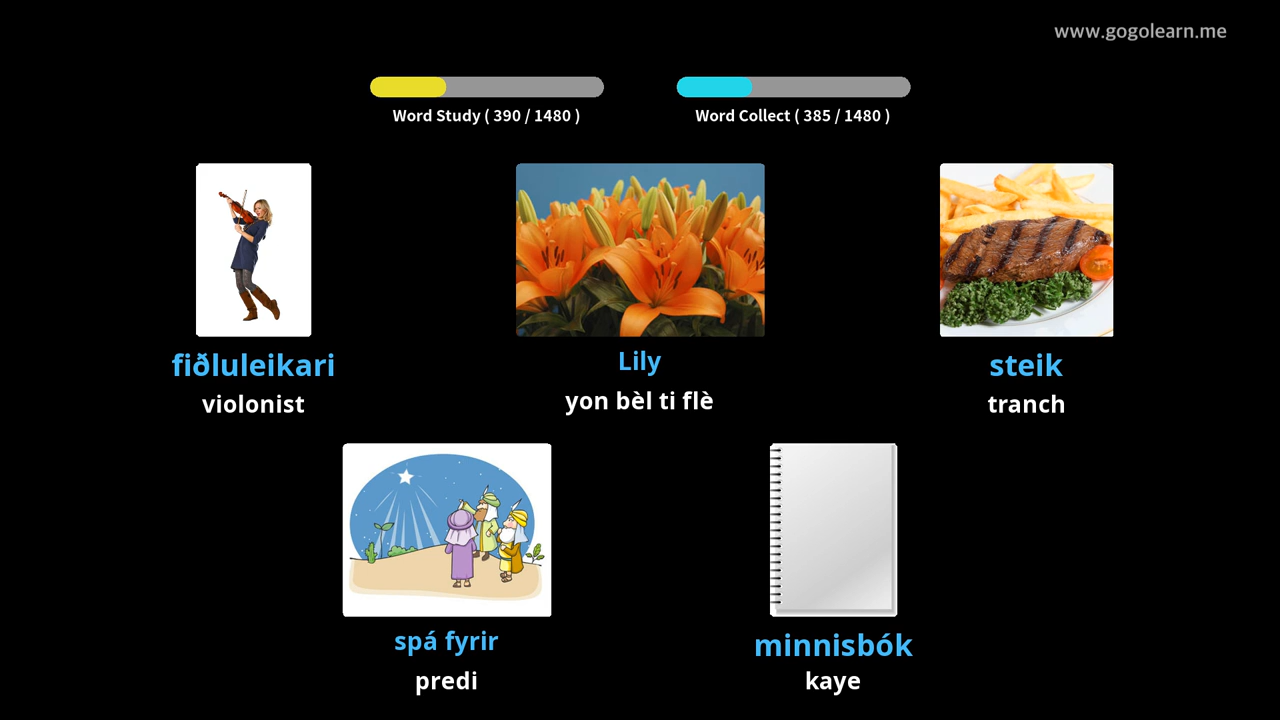 www.gogolearn.me
Word Study ( 390 / 1480 )
Word Collect ( 385 / 1480 )
fiðluleikari
violonist
Lily
yon bèl ti flè
steik
tranch
spá fyrir
predi
minnisbók
kaye